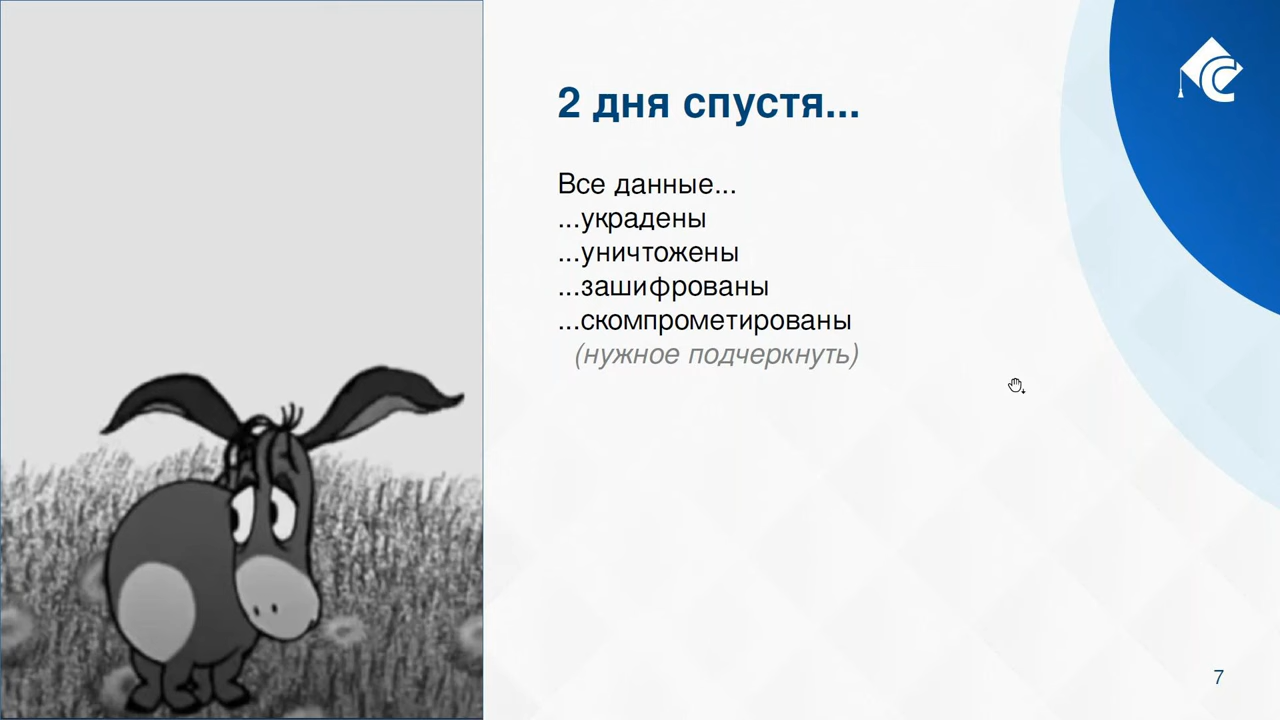 2 дня спустя...
Все данные...
...украдены
...уничтожены
...зашифрованы
...скомпрометированы
(нужное подчеркнуть)
7